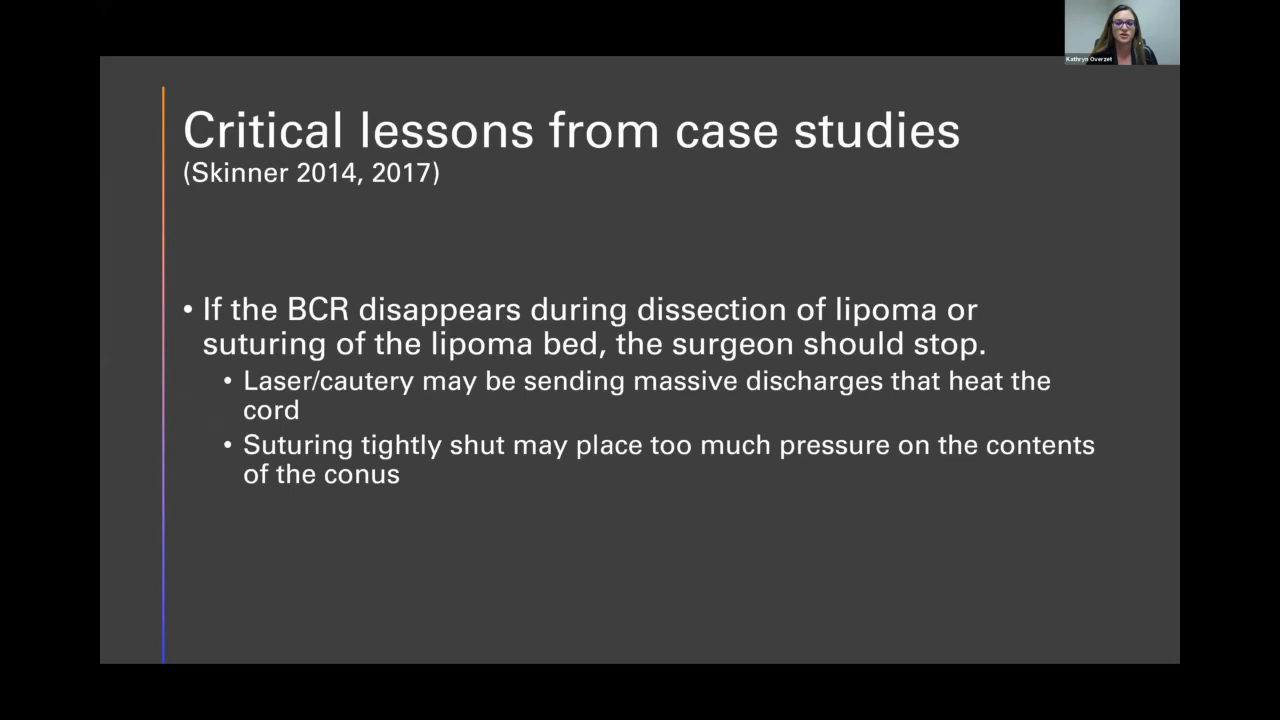 Kathryn Overzet
Critical lessons from case studies
(Skinner 2014, 2017)
• If the BCR disappears during dissection of lipoma or
suturing of the lipoma bed, the surgeon should stop.
• Laser/cautery may be sending massive discharges that heat the
cord
• Suturing tightly shut may place too much pressure on the contents
of the conus